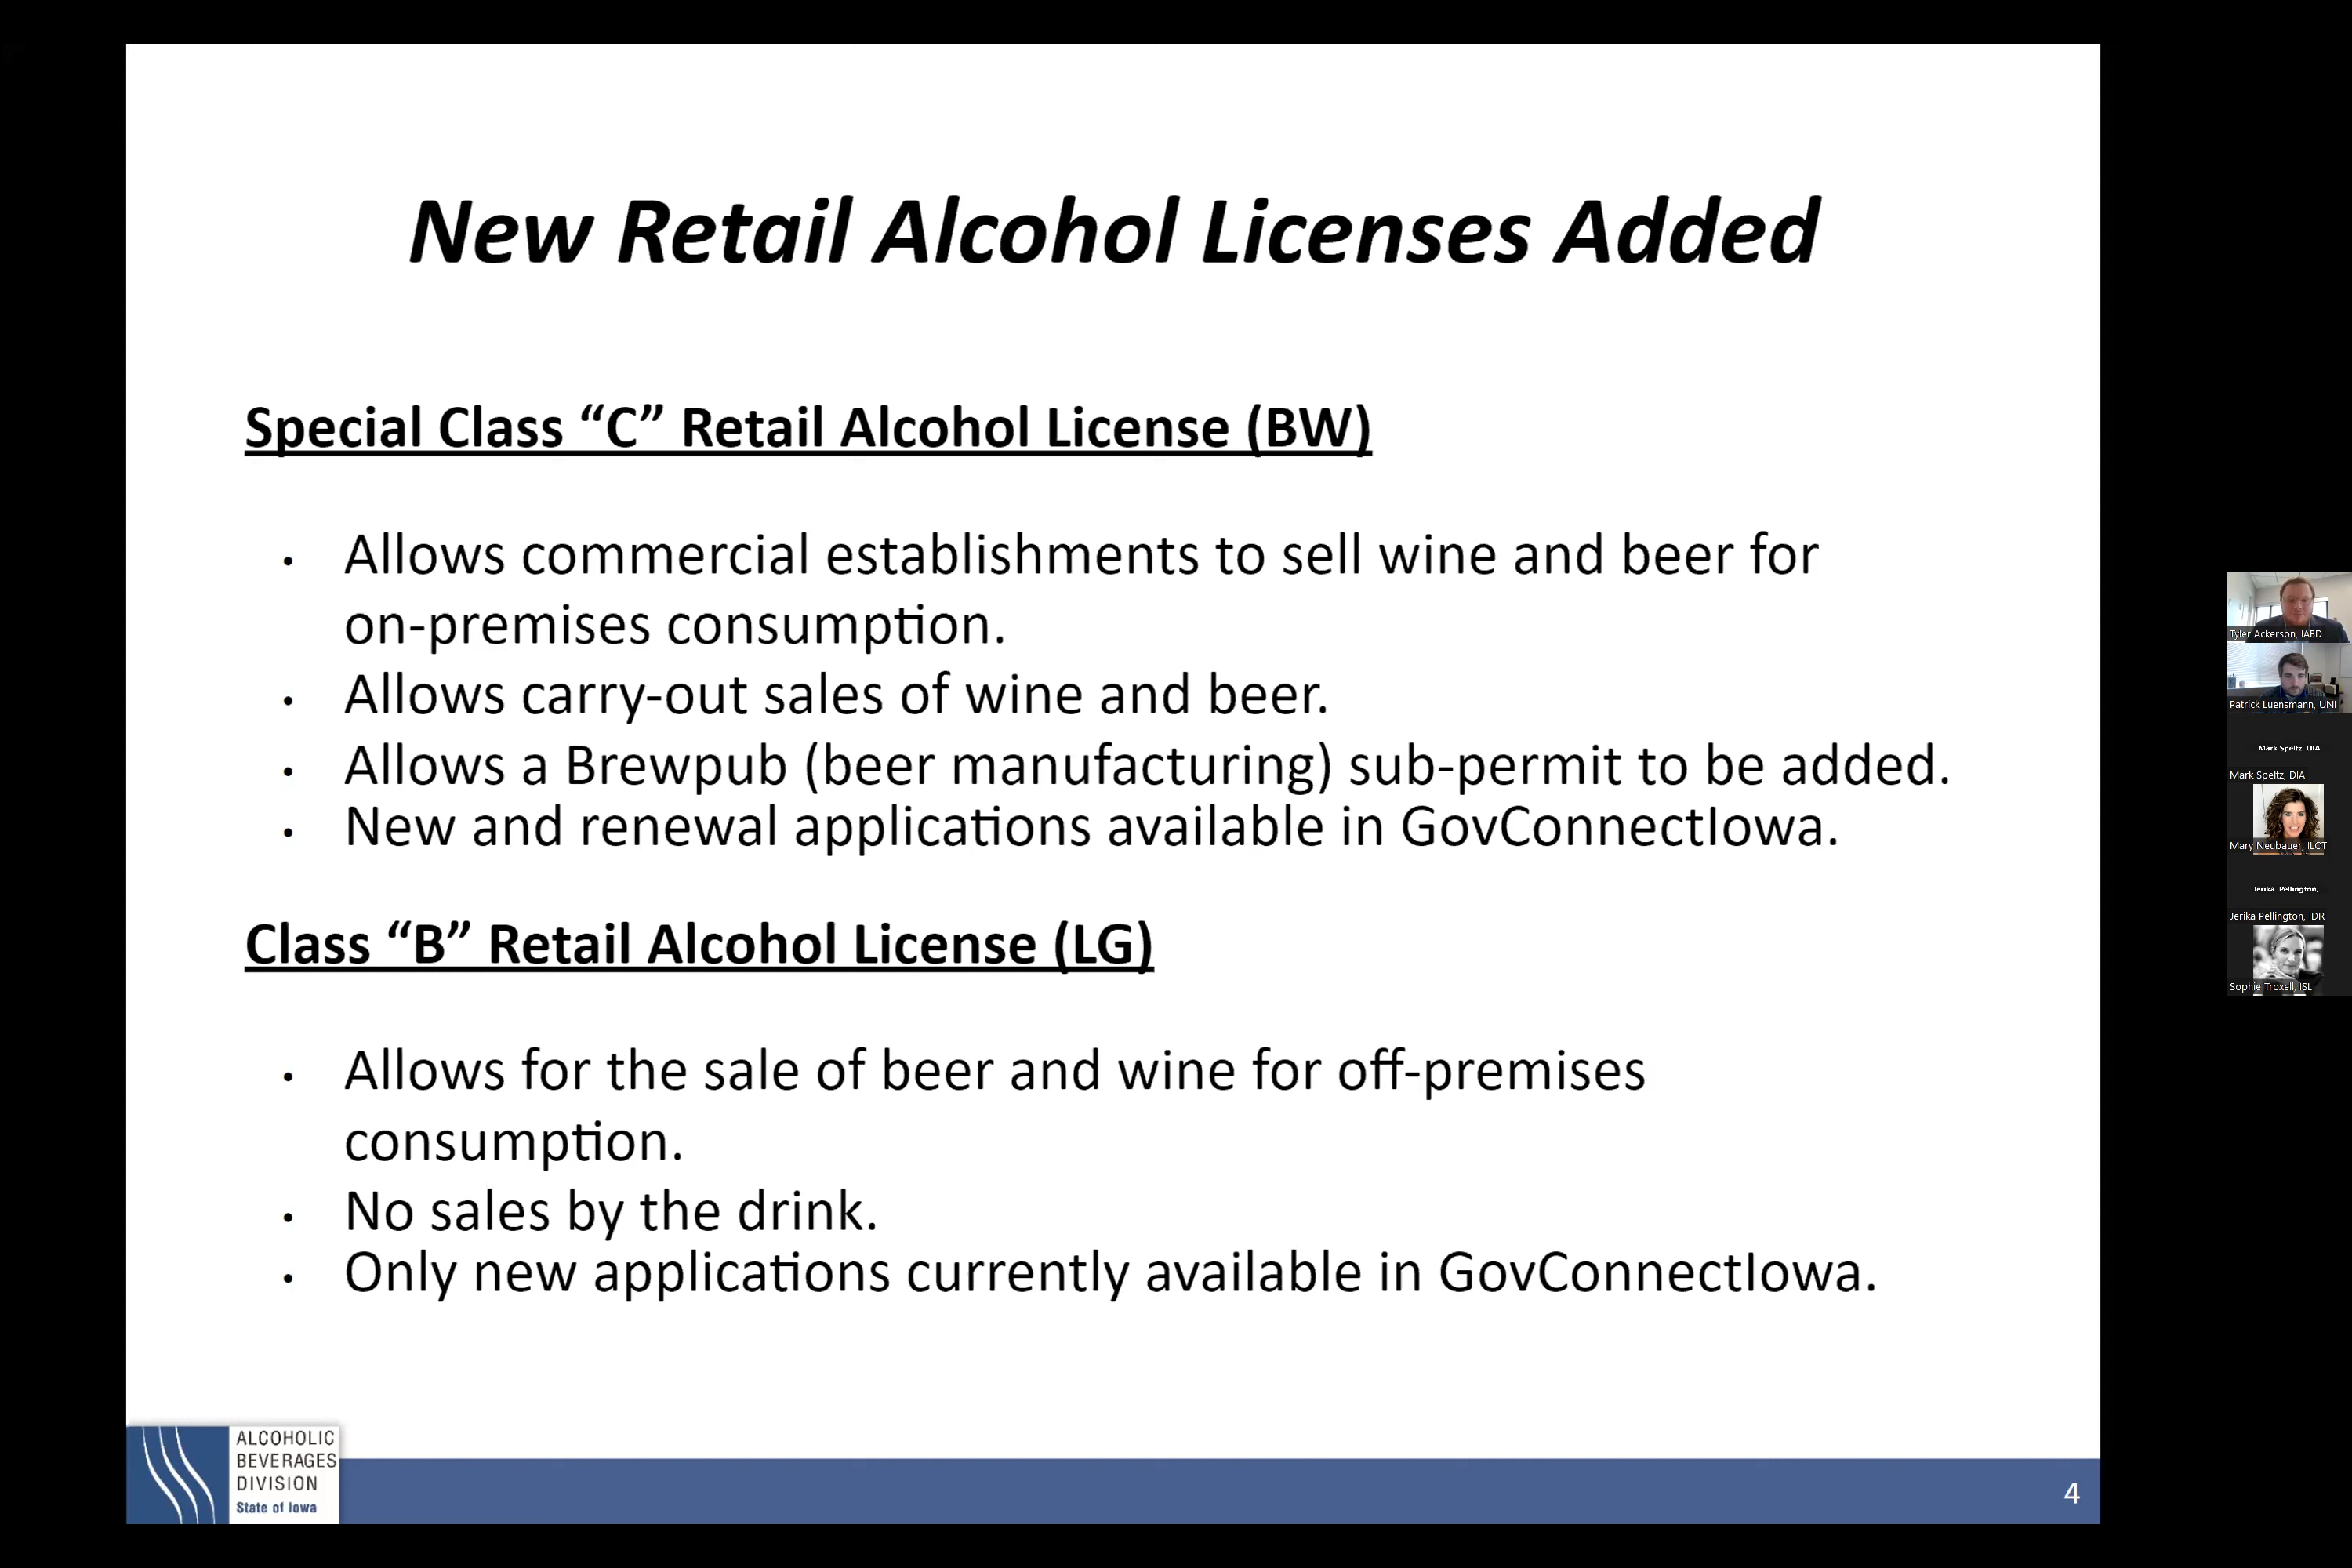 New Retail Alcohol Licenses Added
Special Class “C” Retail Alcohol License (BW)
• Allows commercial establishments to sell wine and beer for
on-premises consumption.
• Allows carry-out sales of wine and beer.
• Allows a Brewpub (beer manufacturing) sub-permit to be added.
• New and renewal applications available in GovConnectIowa.
Class “B” Retail Alcohol License (LG)
• Allows for the sale of beer and wine for off-premises
consumption.
• No sales by the drink.
• Only new applications currently available in GovConnectIowa.
ALCOHOLIC
BEVERAGES
DIVISION
State of Iowa
4
Tyler Ackerson, IABD
Patrick Luensmann, UNI
Mark Speltz, DIA
Mark Speltz, DIA
Mary Neubauer, ILOT
Jerika Pellington,...
Jerika Pellington, IDR
Sophie Troxell, ISL